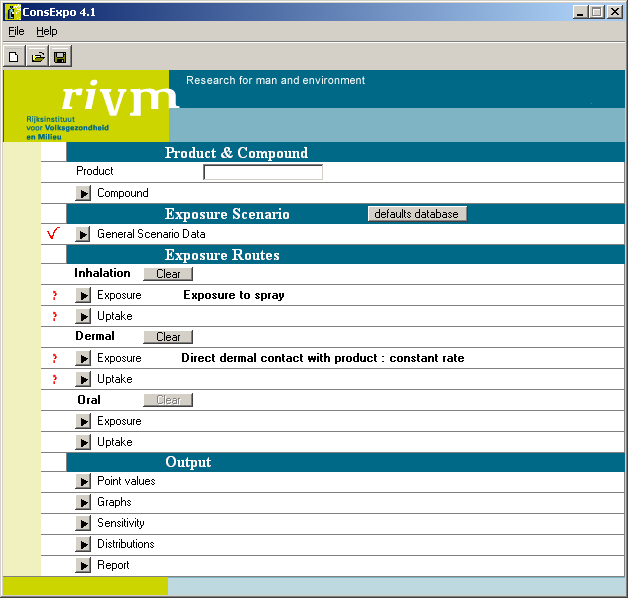 ConsExpo 4.1
File Help
Research for man and environment
rivm
Rijksinstituut
voor Volksgezondheid
en Milieu
Product & Compound
Product
Compound
Exposure Scenario defaults database
General Scenario Data
Exposure Routes
Inhalation Clear
? Exposure Exposure to spray
? Uptake
Dermal Clear
? Exposure Direct dermal contact with product : constant rate
? Uptake
Oral Clear
Exposure
Uptake
Output
Point values
Graphs
Sensitivity
Distributions
Report